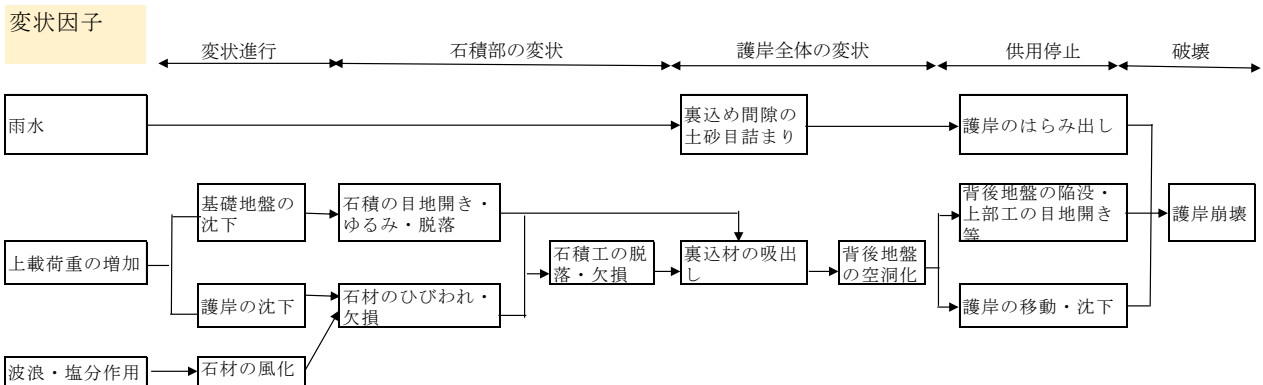 変状因子
変状進行
石積部の変状
護岸全体の変状
供用停止
破壊
雨水
裏込め間隙の
土砂目詰まり
護岸のはらみ出し
基礎地盤の
沈下
石積の目地開き・
ゆるみ・脱落
背後地盤の陥没・
上部工の目地開き
等
護岸崩壊
上載荷重の増加
石積工の脱
落・欠損
裏込材の吸出
し
背後地盤
の空洞化
護岸の沈下
石材のひびわれ・
欠損
護岸の移動・沈下
波浪・塩分作用
石材の風化